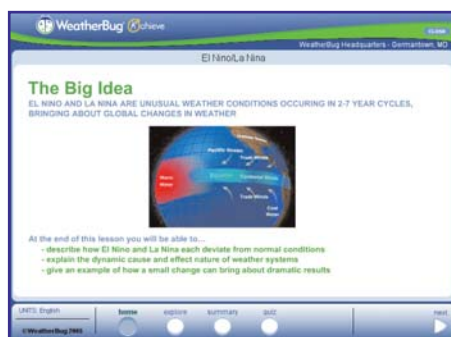 WeatherBug Achieve
CLOSE
WeatherBug Headquarters - Germantown, MD
El Nino/La Nina
The Big Idea
EL NINO AND LA NINA ARE UNUSUAL WEATHER CONDITIONS OCCURING IN 2-7 YEAR CYCLES,
BRINGING ABOUT GLOBAL CHANGES IN WEATHER
Pacific Ocean
Trade Winds
Warm
Water
Equator
Trade Winds
Cool
Water
At the end of this lesson you will be able to...
- describe how El Nino and La Nina each deviate from normal conditions
- explain the dynamic cause and effect nature of weather systems
- give an example of how a small change can bring about dramatic results
UNITS: English
home
explore
summary
quiz
next
©WeatherBug 2005